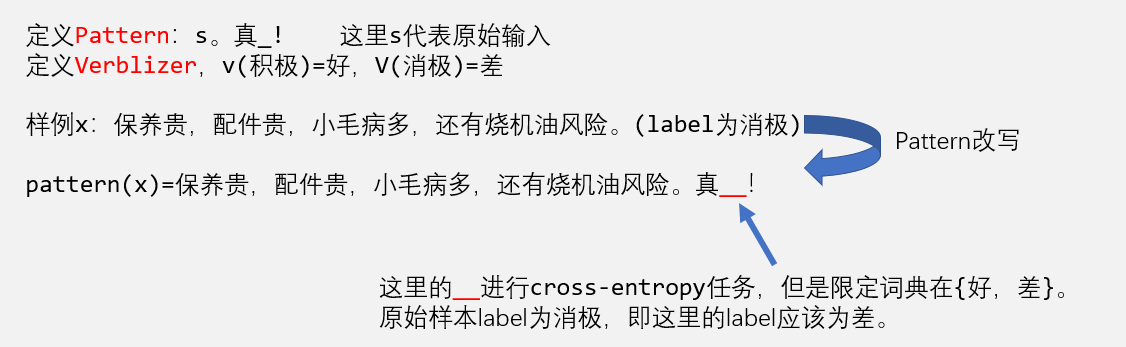 定义Pattern：s。真_! 这里s代表原始输入
定义Verblizer，v(积极)=好，V(消极)=差
样例x：保养贵，配件贵，小毛病多，还有烧机油风险。(label为消极)
Pattern改写
pattern(x)=保养贵，配件贵，小毛病多，还有烧机油风险。真__!
这里的__进行cross-entropy任务，但是限定词典在{好，差}。
原始样本label为消极，即这里的label应该为差。